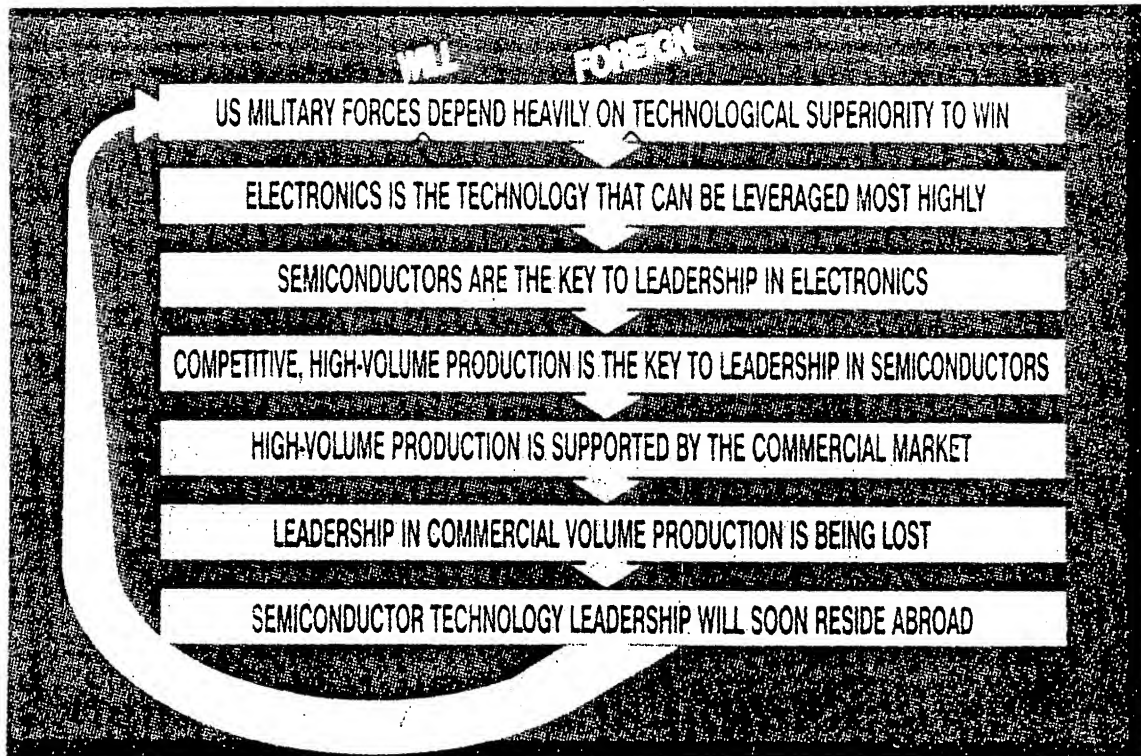 WILL FOREIGN
US MILITARY FORCES DEPEND HEAVILY ON TECHNOLOGICAL SUPERIORITY TO WIN
ELECTRONICS IS THE TECHNOLOGY THAT CAN BE LEVERAGED MOST HIGHLY
SEMICONDUCTORS ARE THE KEY TO LEADERSHIP IN ELECTRONICS
COMPETITIVE, HIGH-VOLUME PRODUCTION IS THE KEY TO LEADERSHIP IN SEMICONDUCTORS
HIGH-VOLUME PRODUCTION IS SUPPORTED BY THE COMMERCIAL MARKET
LEADERSHIP IN COMMERCIAL VOLUME PRODUCTION IS BEING LOST
SEMICONDUCTOR TECHNOLOGY LEADERSHIP WILL SOON RESIDE ABROAD